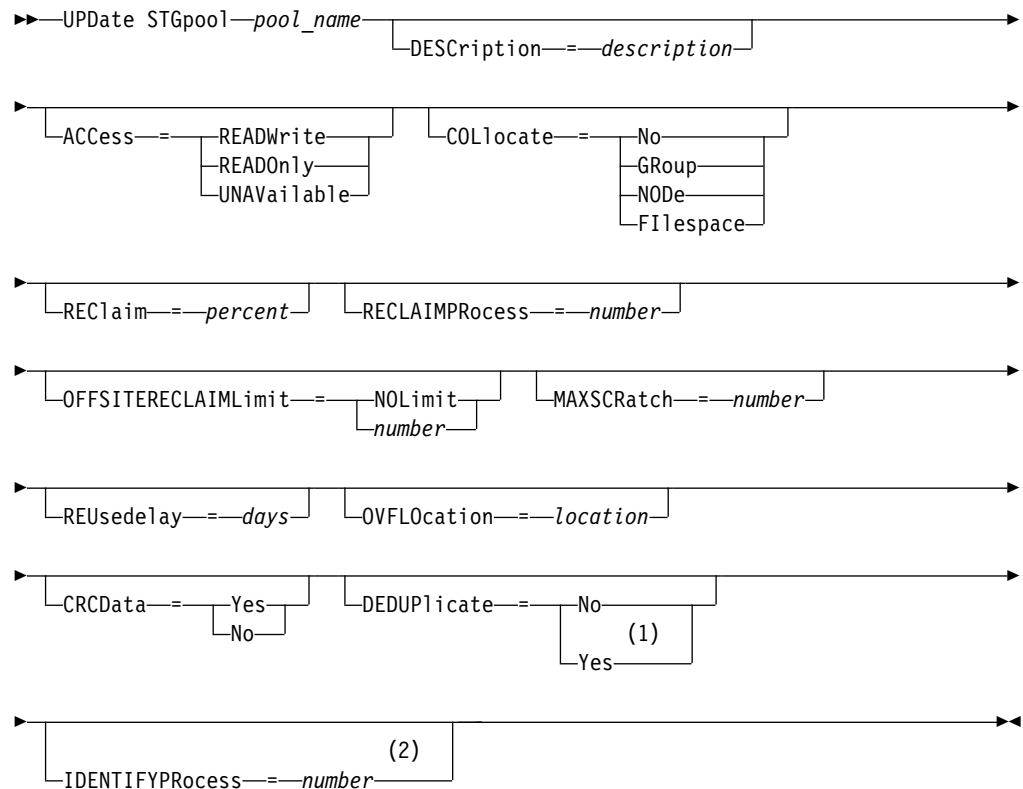 UPDate STGpool pool_name
DESCription = description
ACCess = READWrite
READOnly
UNAVailable
COLlocate = No
GRoup
NODe
FIlespace
REClaim = percent
RECLAIMPRocess = number
OFFSITERECLAIMLimit = NOLimit
number
MAXSCRatch = number
REUsedelay = days
OVFLOcation = location
CRCData = Yes
No
DEDUPlicate = No
(1)
Yes
(2)
IDENTIFYPRocess = number